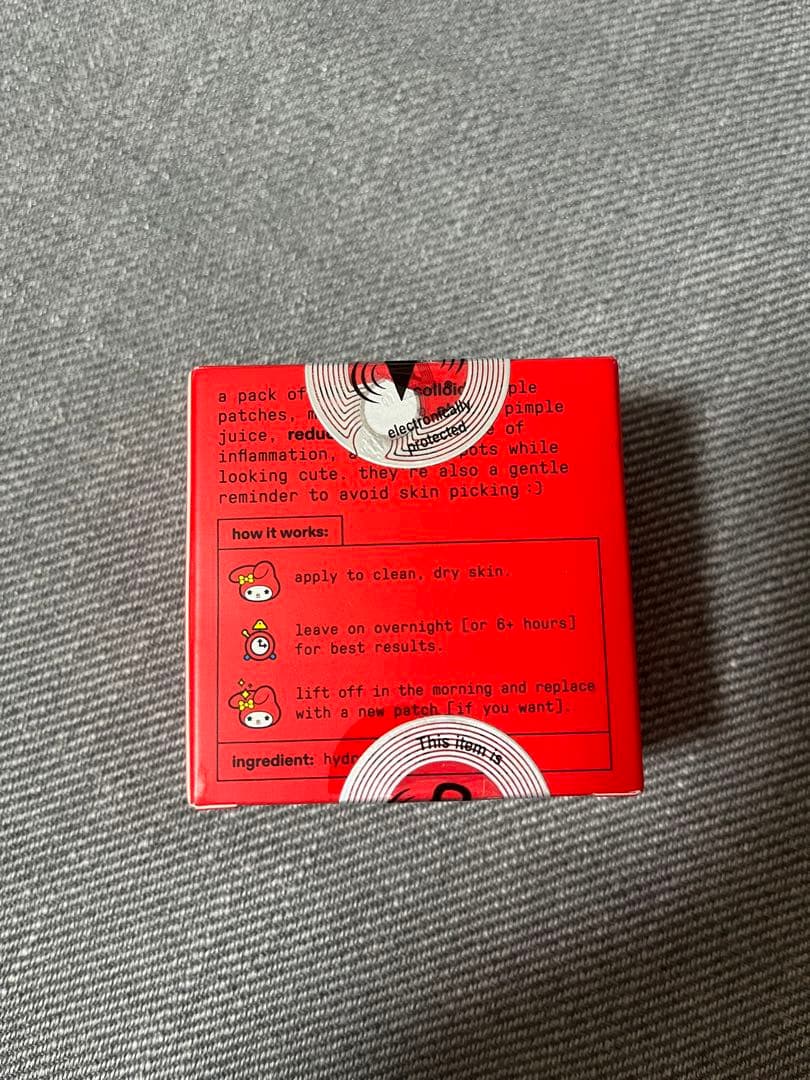 a pack of
patches,
juice, pimple
of
inflammation, while
looking cute. they're also a gentle
reminder to avoid skin picking :)
electronically
protected
how it works:
apply to clean, dry skin.
leave on overnight [or 6+ hours]
for best results.
lift off in the morning and replace
with a new patch [if you want].
ingredient:
This item is